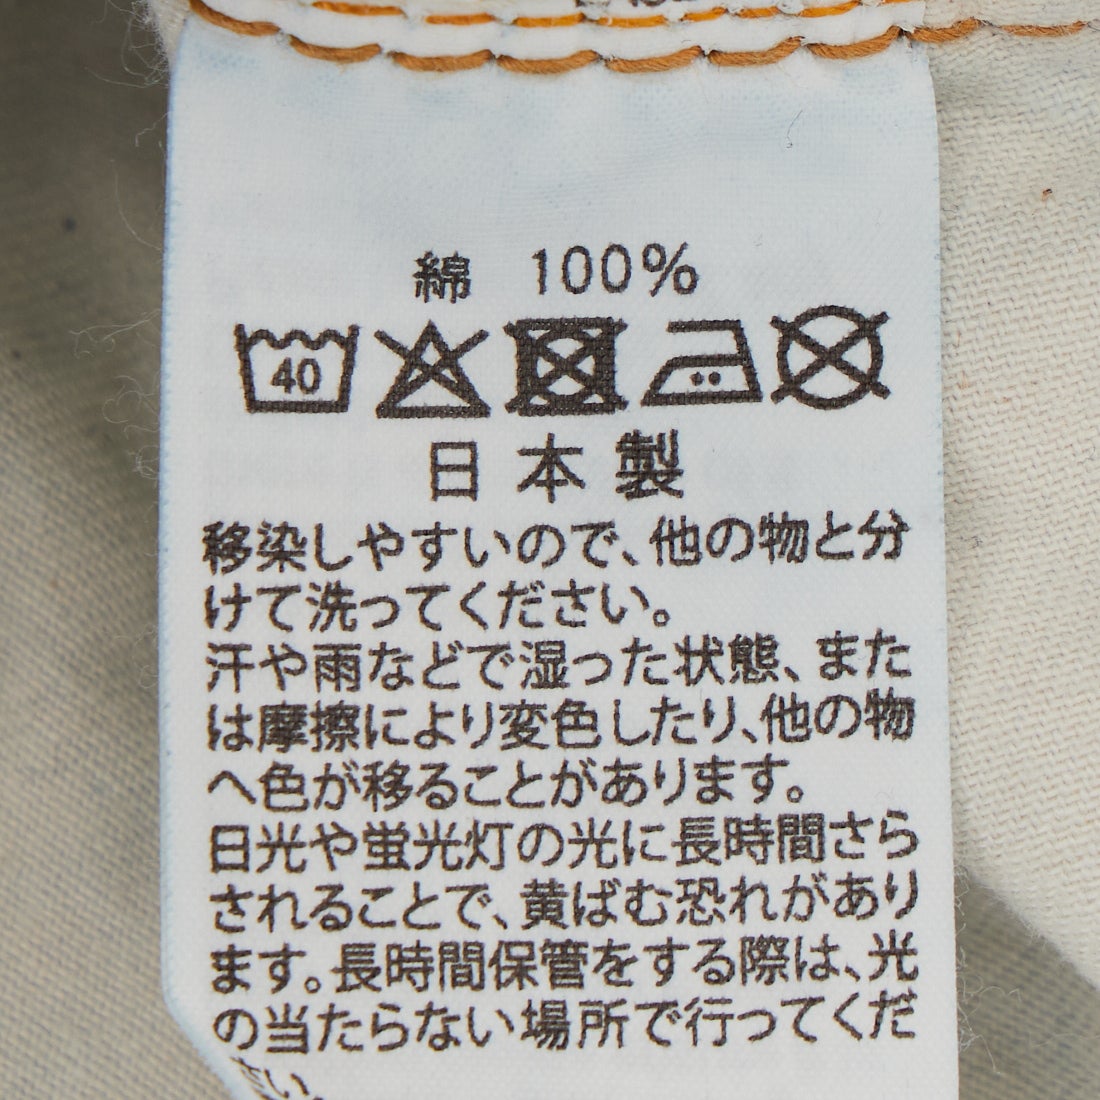 綿 100%
40
日本製
移染しやすいので、他の物と分
けて洗ってください。
汗や雨などで湿った状態、また
は摩擦により変色したり、他の物
へ色が移ることがあります。
日光や蛍光灯の光に長時間さら
されることで、黄ばむ恐れがあり
ます。長時間保管をする際は、光
の当たらない場所で行ってくだ
さい。